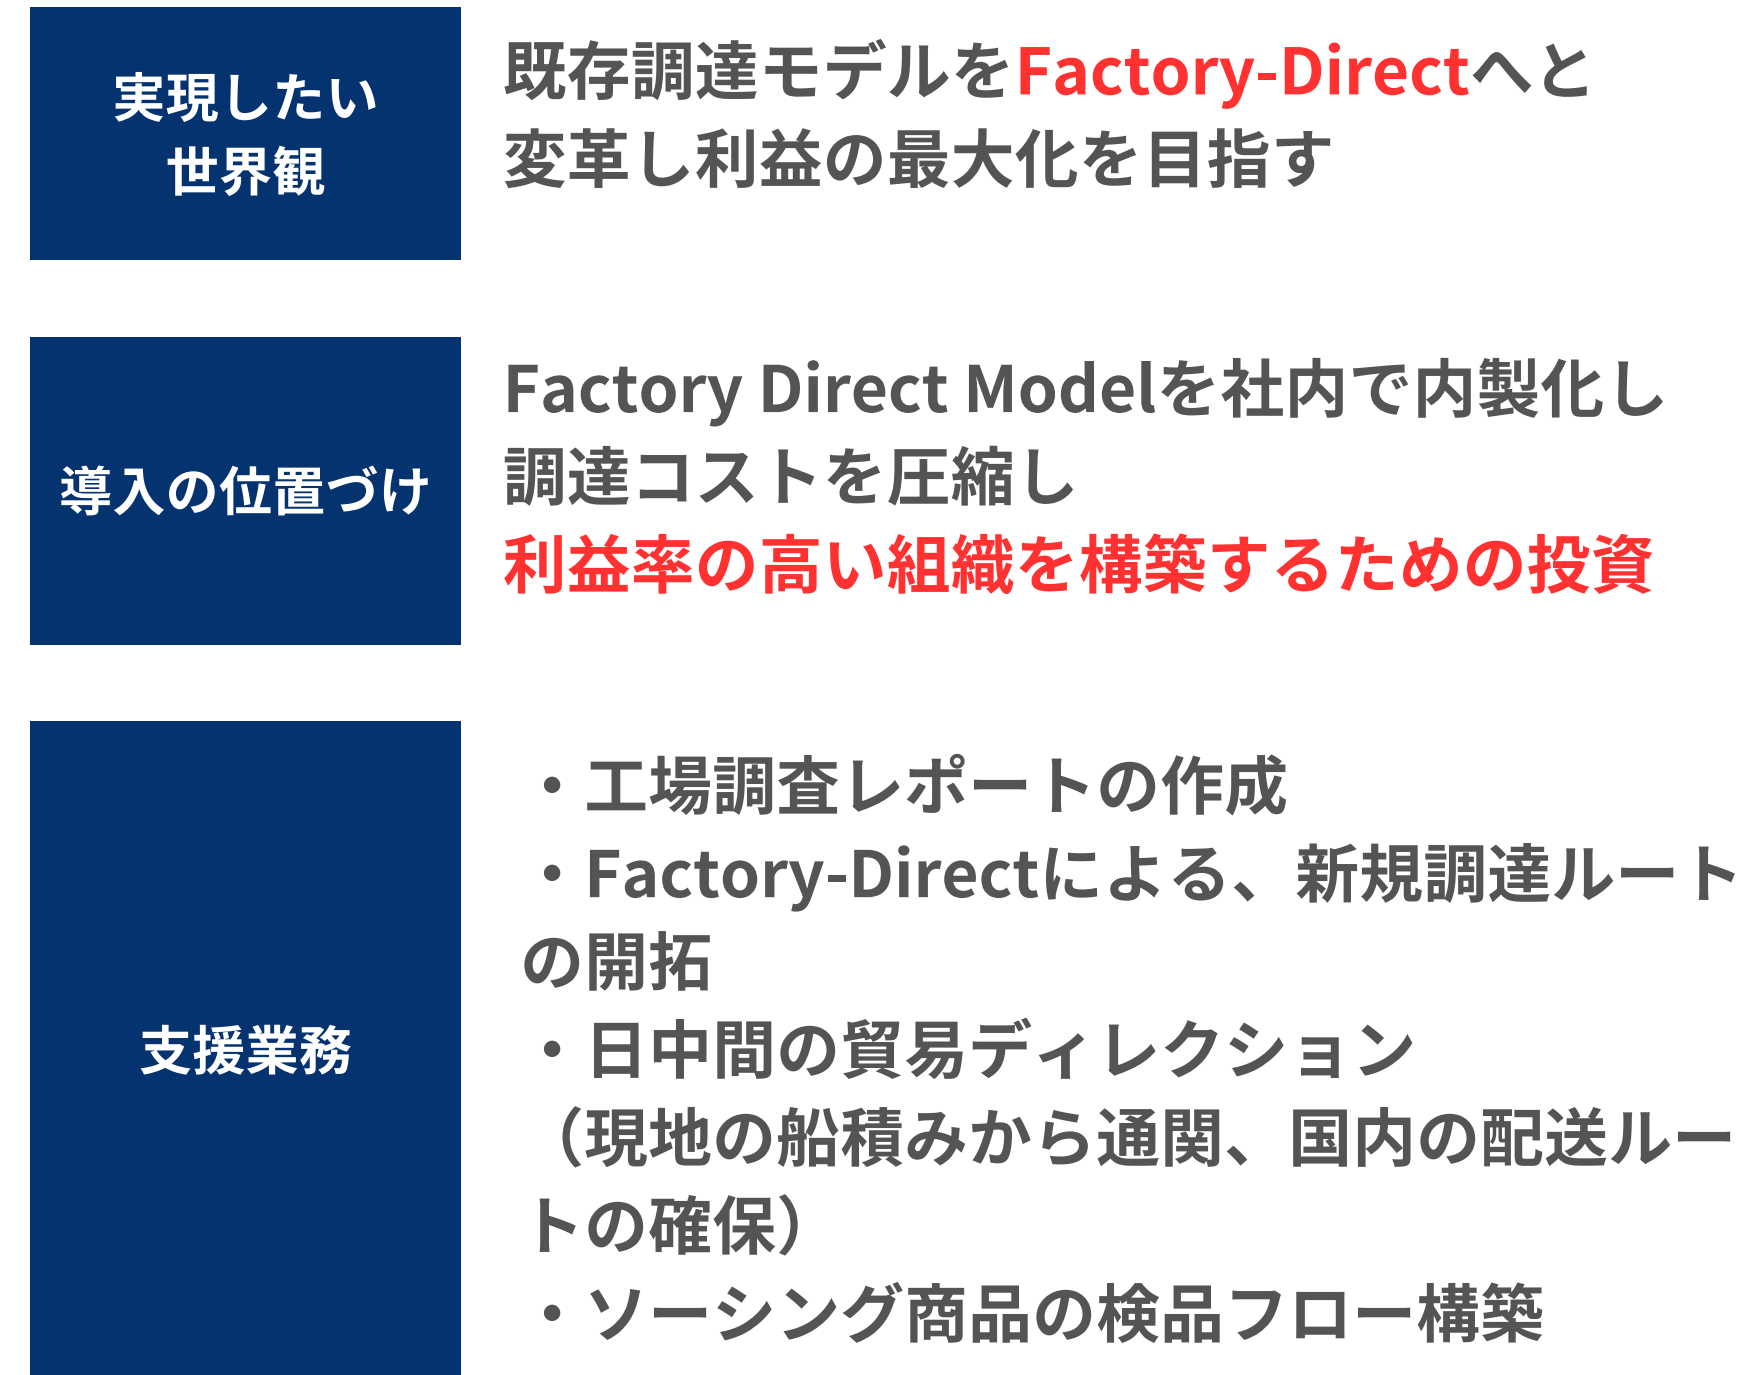 実現したい
世界観
既存調達モデルをFactory-Directへと
変革し利益の最大化を目指す
導入の位置づけ
Factory Direct Modelを社内で内製化し
調達コストを圧縮し
利益率の高い組織を構築するための投資
支援業務
・工場調査レポートの作成
・Factory-Directによる、新規調達ルート
の開拓
・日中間の貿易ディレクション
（現地の船積みから通関、国内の配送ルー
トの確保）
・ソーシング商品の検品フロー構築